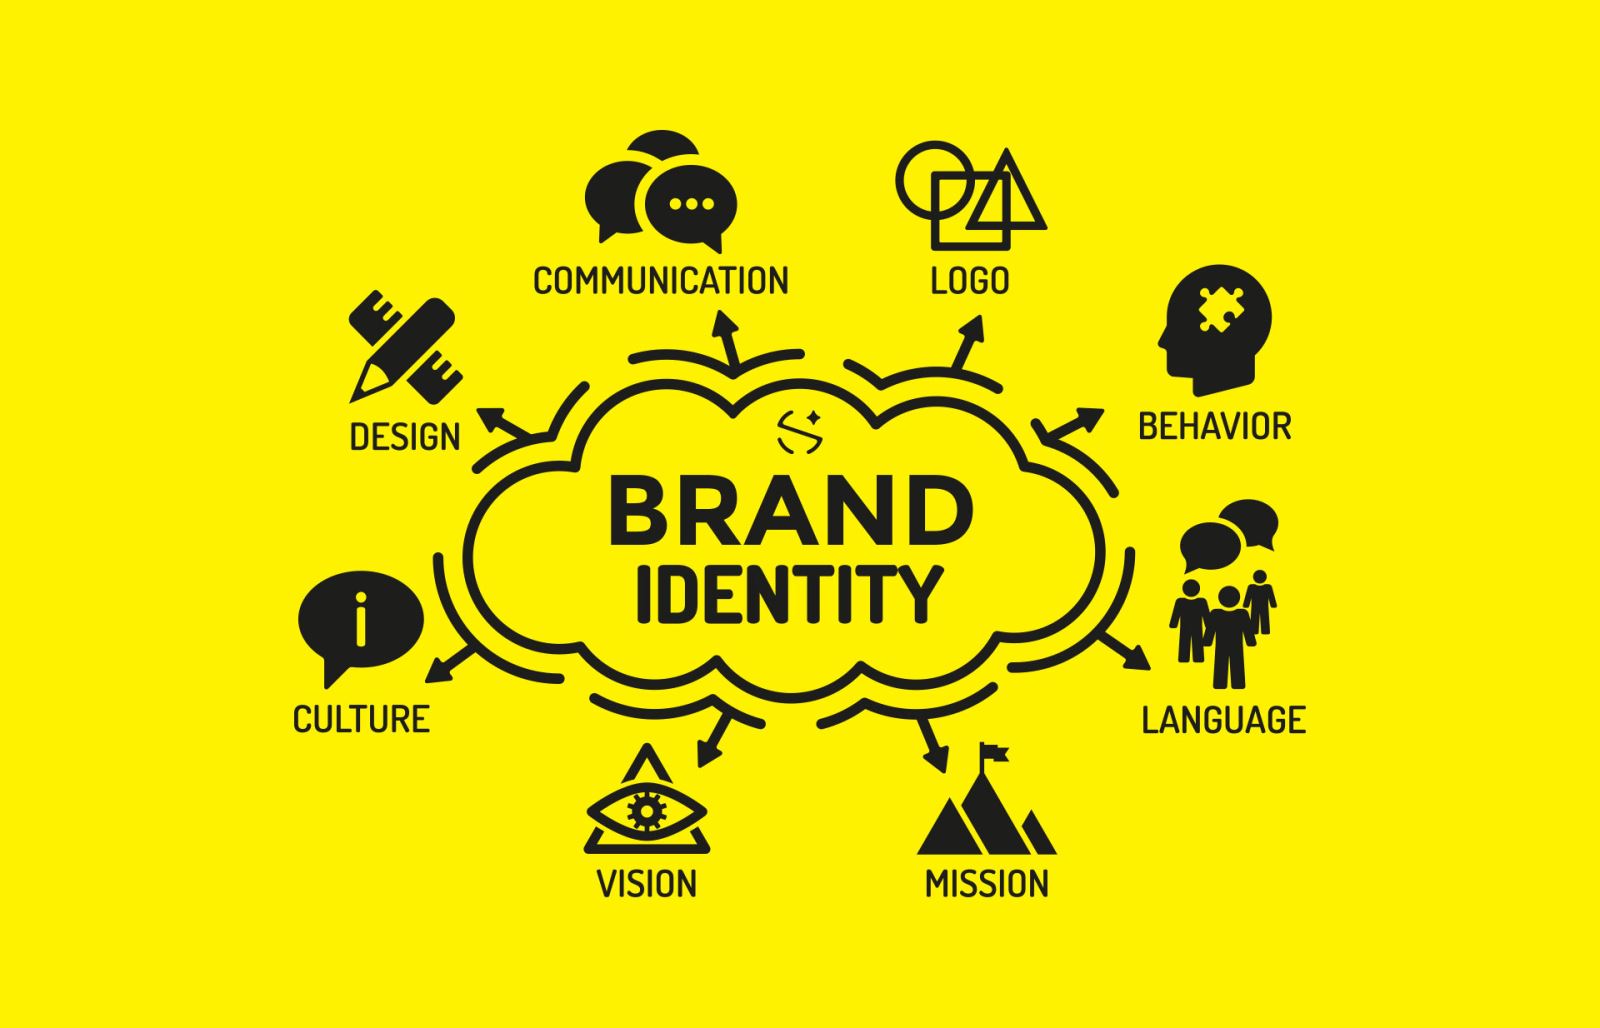 COMMUNICATION
LOGO
DESIGN
BEHAVIOR
BRAND
IDENTITY
i
CULTURE
LANGUAGE
VISION
MISSION